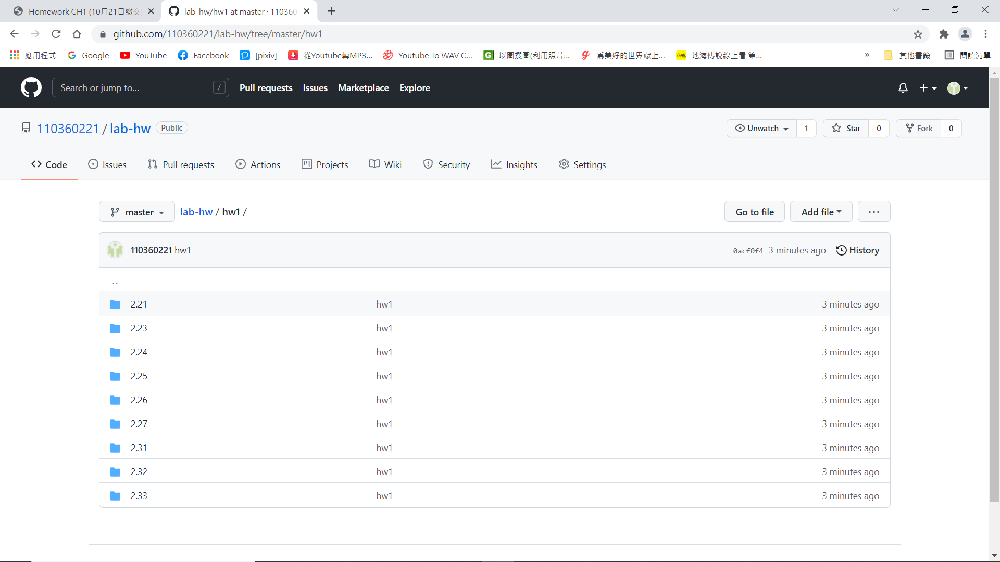 Homework CH1 (10月21日繳交
lab-hw/hw1 at master · 110360
github.com/110360221/lab-hw/tree/master/hw1
應用程式 Google YouTube Facebook [pixiv] 從Youtube轉MP3... Youtube To WAV C... 以圖搜圖(利用照片... 為美好的世界獻上... 地海傳說線上看 第... » 其他書籤 閱讀清單
Search or jump to... / Pull requests Issues Marketplace Explore
110360221 / lab-hw Public
Unwatch 1 Star 0 Fork 0
Code Issues Pull requests Actions Projects Wiki Security Insights Settings
master lab-hw / hw1 / Go to file Add file ...
110360221 hw1 0acf0f4 3 minutes ago History
..
2.21 hw1 3 minutes ago
2.23 hw1 3 minutes ago
2.24 hw1 3 minutes ago
2.25 hw1 3 minutes ago
2.26 hw1 3 minutes ago
2.27 hw1 3 minutes ago
2.31 hw1 3 minutes ago
2.32 hw1 3 minutes ago
2.33 hw1 3 minutes ago